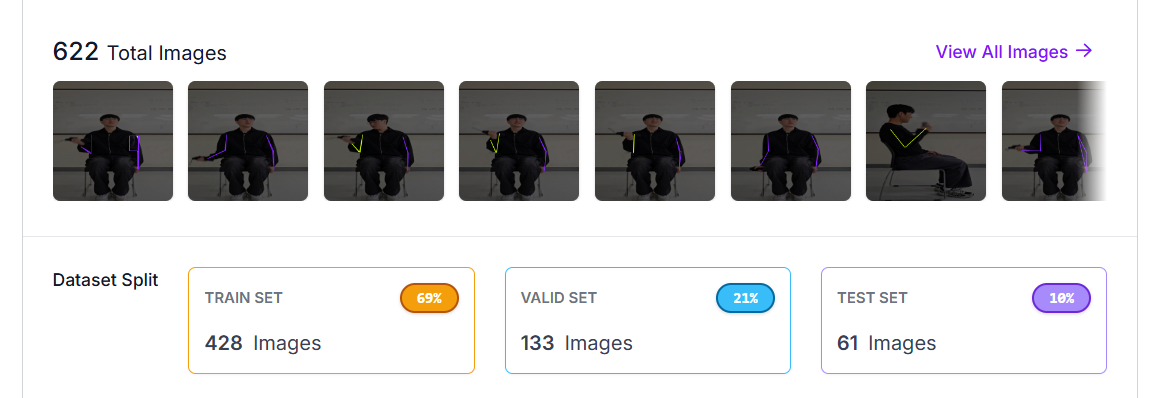 622 Total Images
View All Images →
Dataset Split
TRAIN SET
69%
428 Images
VALID SET
21%
133 Images
TEST SET
10%
61 Images